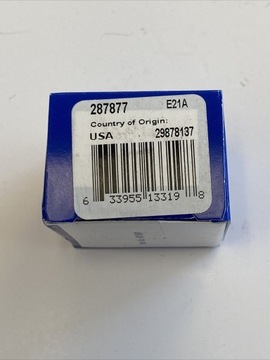 287877 E21A
Country of Origin:
USA 29878137
6 33955 13319 8